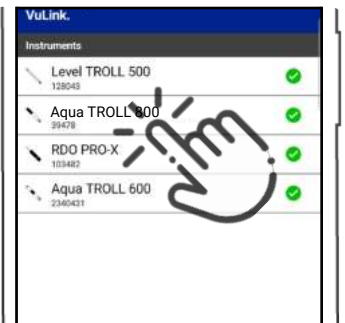 VuLink.
Instruments
Level TROLL 500
128043
Aqua TROLL 800
39478
RDO PRO-X
103482
Aqua TROLL 600
2340431